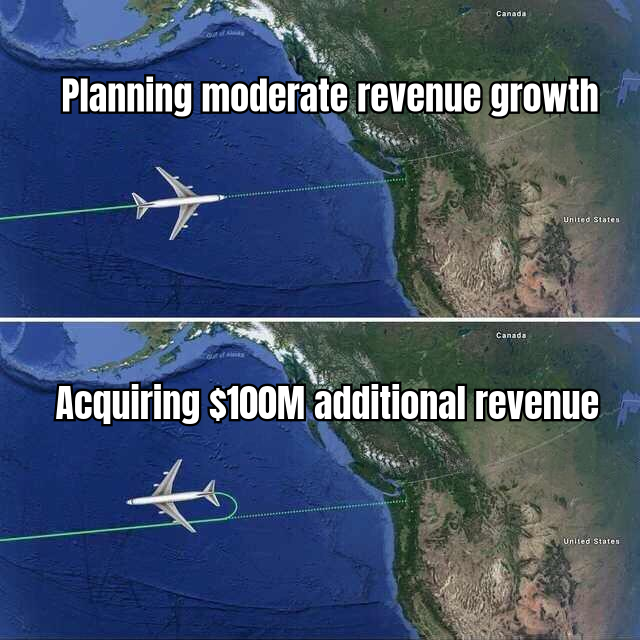 Canada
Gulf of Alaska
Planning moderate revenue growth
United States
Canada
Gulf of Alaska
Acquiring $100M additional revenue
United States